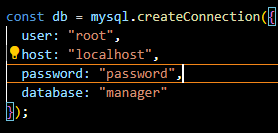 const db = mysql.createConnection({
user: "root",
host: "localhost",
password: "password",
database: "manager"
});